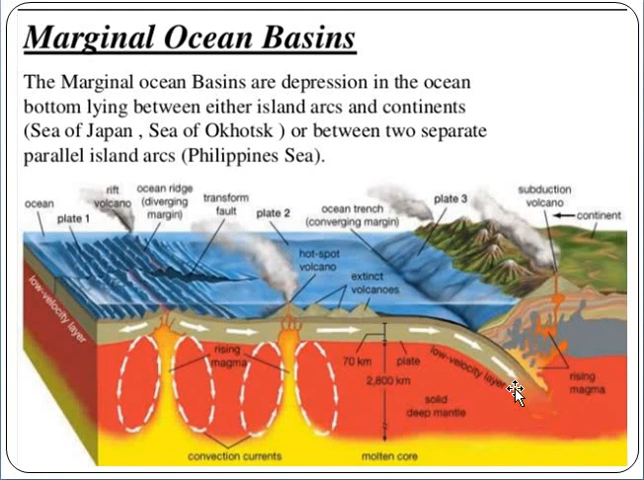 Marginal Ocean Basins
The Marginal ocean Basins are depression in the ocean
bottom lying between either island arcs and continents
(Sea of Japan , Sea of Okhotsk ) or between two separate
parallel island arcs (Philippines Sea).
ocean
plate 1
rift
volcano
ocean ridge
(diverging
margin)
transform
fault
plate 2
ocean trench
(converging margin)
plate 3
subduction
volcano
continent
hot-spot
volcano
extinct
volcanoes
low-velocity layer
rising
magma
70 km
plate
2,800 km
low-velocity layer
solid
deep mantle
rising
magma
convection currents
molten core